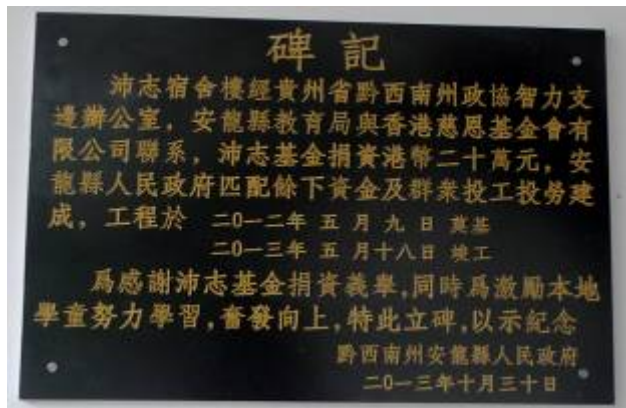 碑記
沛志宿舍樓經貴州省黔西南州政協智力支
邊辦公室，安龍縣教育局與香港慈恩基金會有
限公司聯系，沛志基金捐資港幣二十萬元，安
龍縣人民政府匹配餘下資金及群衆投工投勞建
成，工程於 二〇一二年 五 月 九 日 奠基
二〇一三年 五 月十八日 竣工
爲感謝沛志基金捐資義舉，同時爲激勵本地
學童努力學習，奮發向上，特此立碑，以示紀念
黔西南州安龍縣人民政府
二〇一三年十月三十日